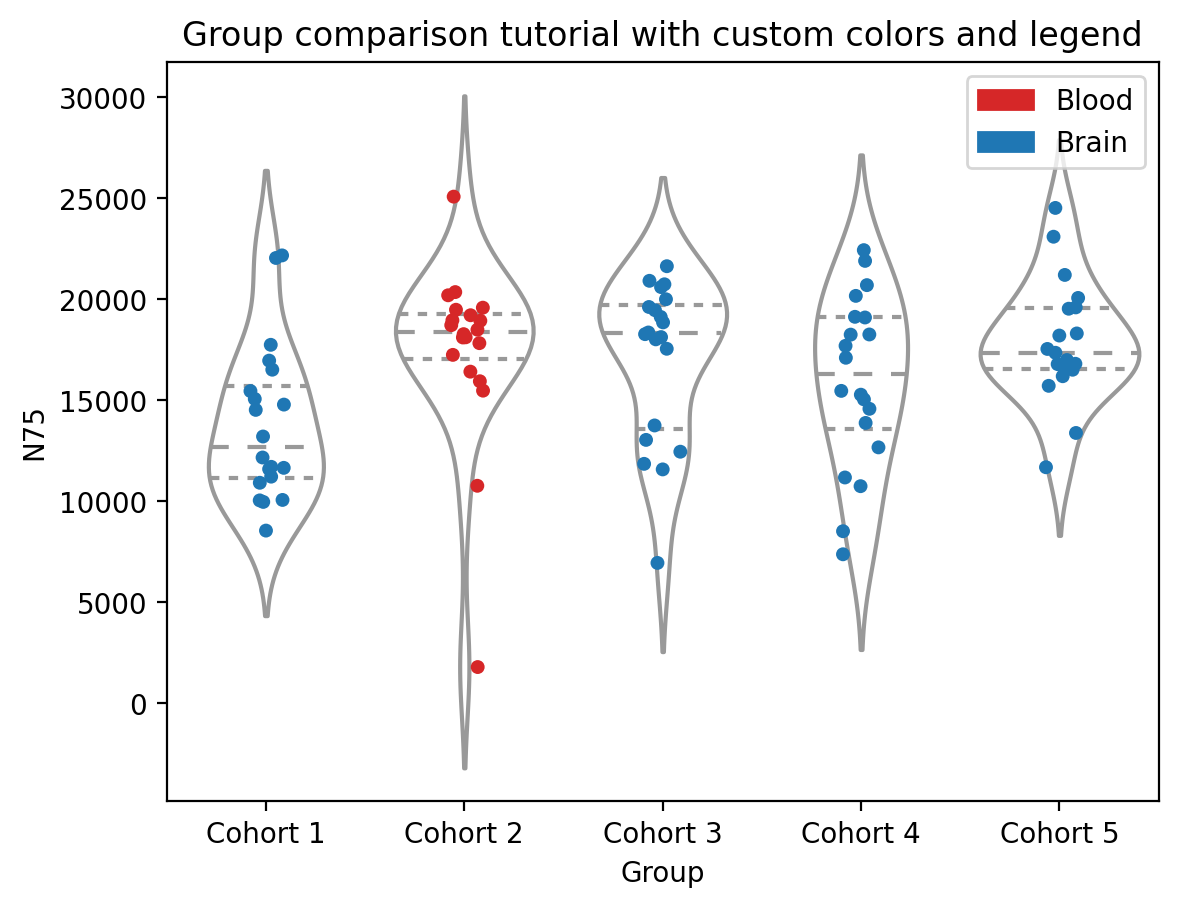 Group comparison tutorial with custom colors and legend
Blood
Brain
30000
25000
20000
15000
10000
5000
0
N75
Cohort 1
Cohort 2
Cohort 3
Cohort 4
Cohort 5
Group